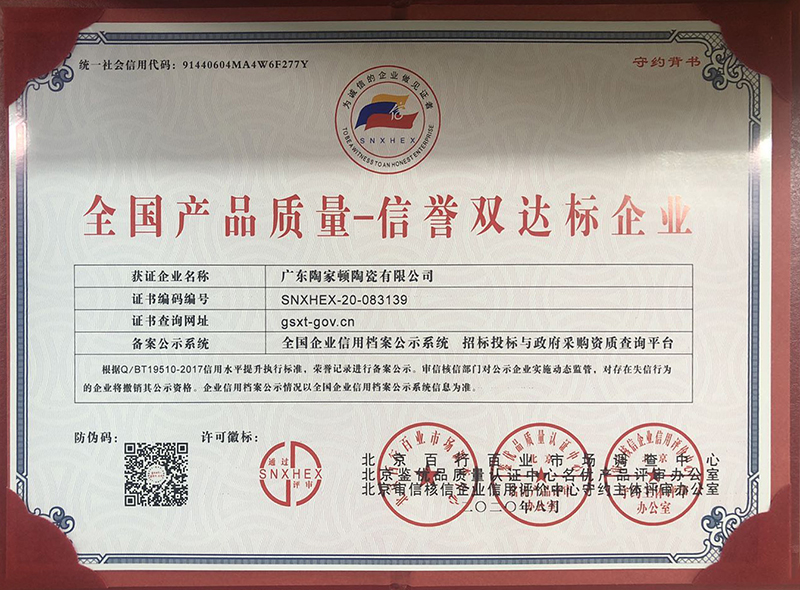 统一社会信用代码：91440604MA4W6F277Y
守约背书
为诚信的企业做见证者
SNXHEX
TO BE A WITNESS TO AN HONEST ENTERPRISE
全国产品质量-信誉双达标企业
获证企业名称 广东陶家顿陶瓷有限公司
证书编码编号 SNXHEX-20-083139
证书查询网址 gsxt-gov.cn
备案公示系统 全国企业信用档案公示系统 招标投标与政府采购资质查询平台
根据Q/BT19510-2017信用水平提升执行标准，荣誉记录进行备案公示。审信核信部门对公示企业实施动态监管，对存在失信行为
的企业将撤销其公示资格。企业信用档案公示情况以全国企业信用档案公示系统信息为准。
防伪码：
许可徽标：
通过
SNXHEX
评审
北京百行百业市场调查中心
北京鉴优品质量认证中心名优产品评审办公室
北京审信核信企业信用评价中心守约主体评审办公室
二〇二〇年八月
办公室